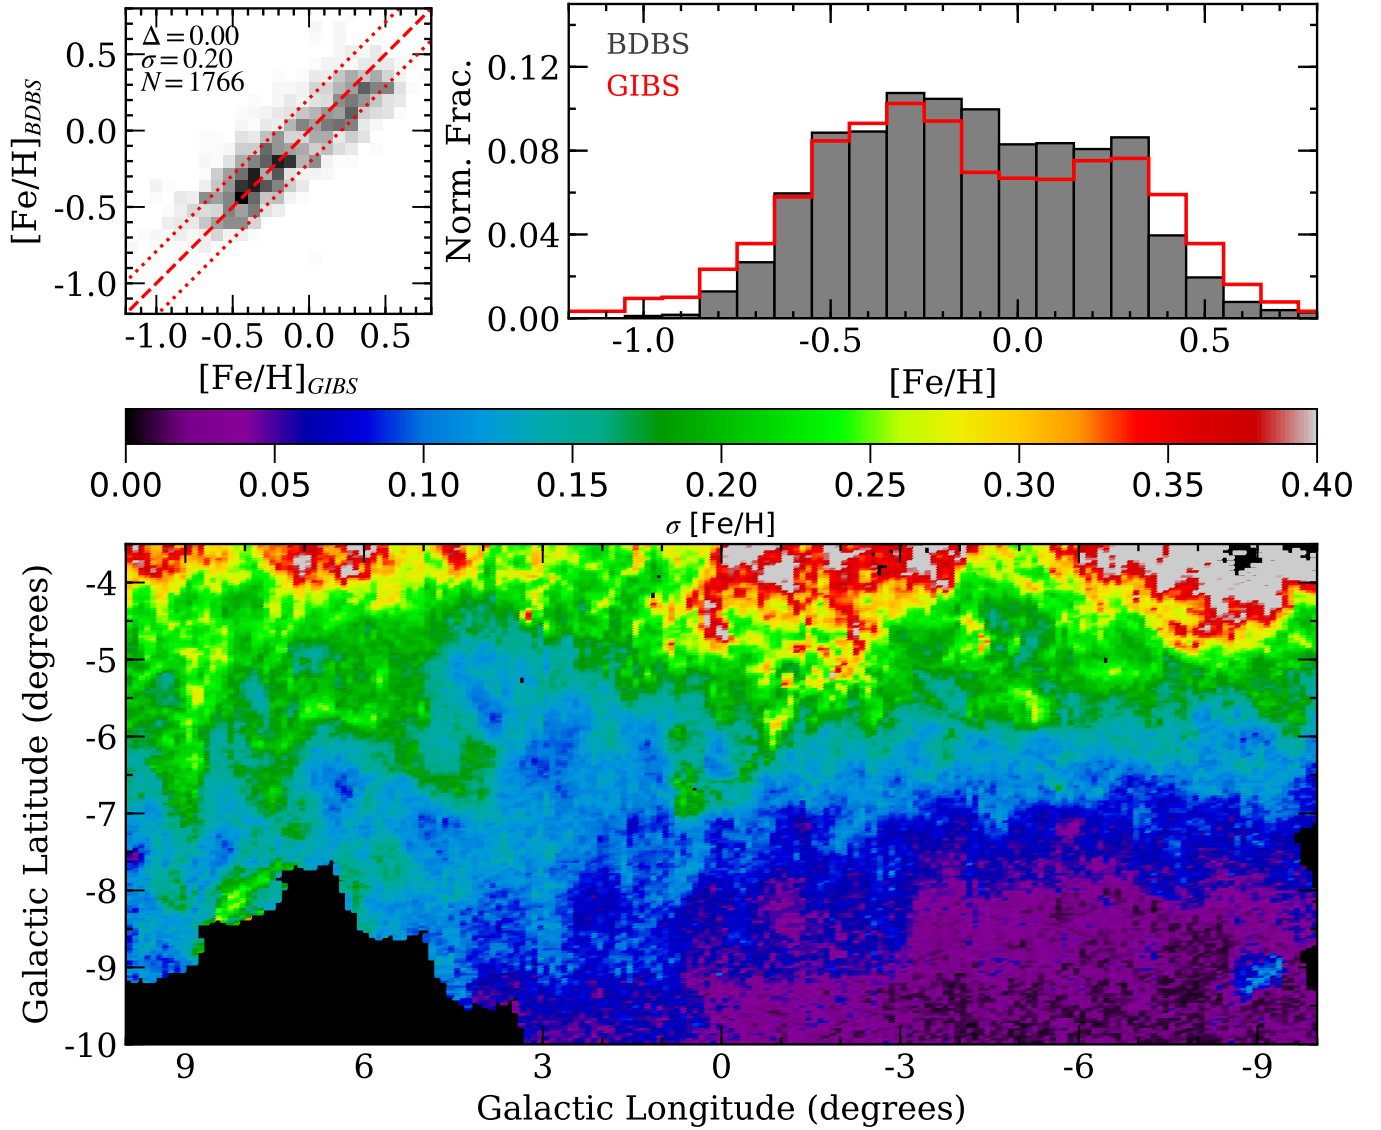 Δ = 0.00
σ = 0.20
N = 1766
0.5
0.0
-0.5
-1.0
[Fe/H]BDBS
-1.0 -0.5 0.0 0.5
[Fe/H]GIBS
BDBS
GIBS
0.12
0.08
0.04
0.00
Norm. Frac.
-1.0 -0.5 0.0 0.5
[Fe/H]
0.00 0.05 0.10 0.15 0.20 0.25 0.30 0.35 0.40
σ [Fe/H]
-4
-5
-6
-7
-8
-9
-10
Galactic Latitude (degrees)
9 6 3 0 -3 -6 -9
Galactic Longitude (degrees)